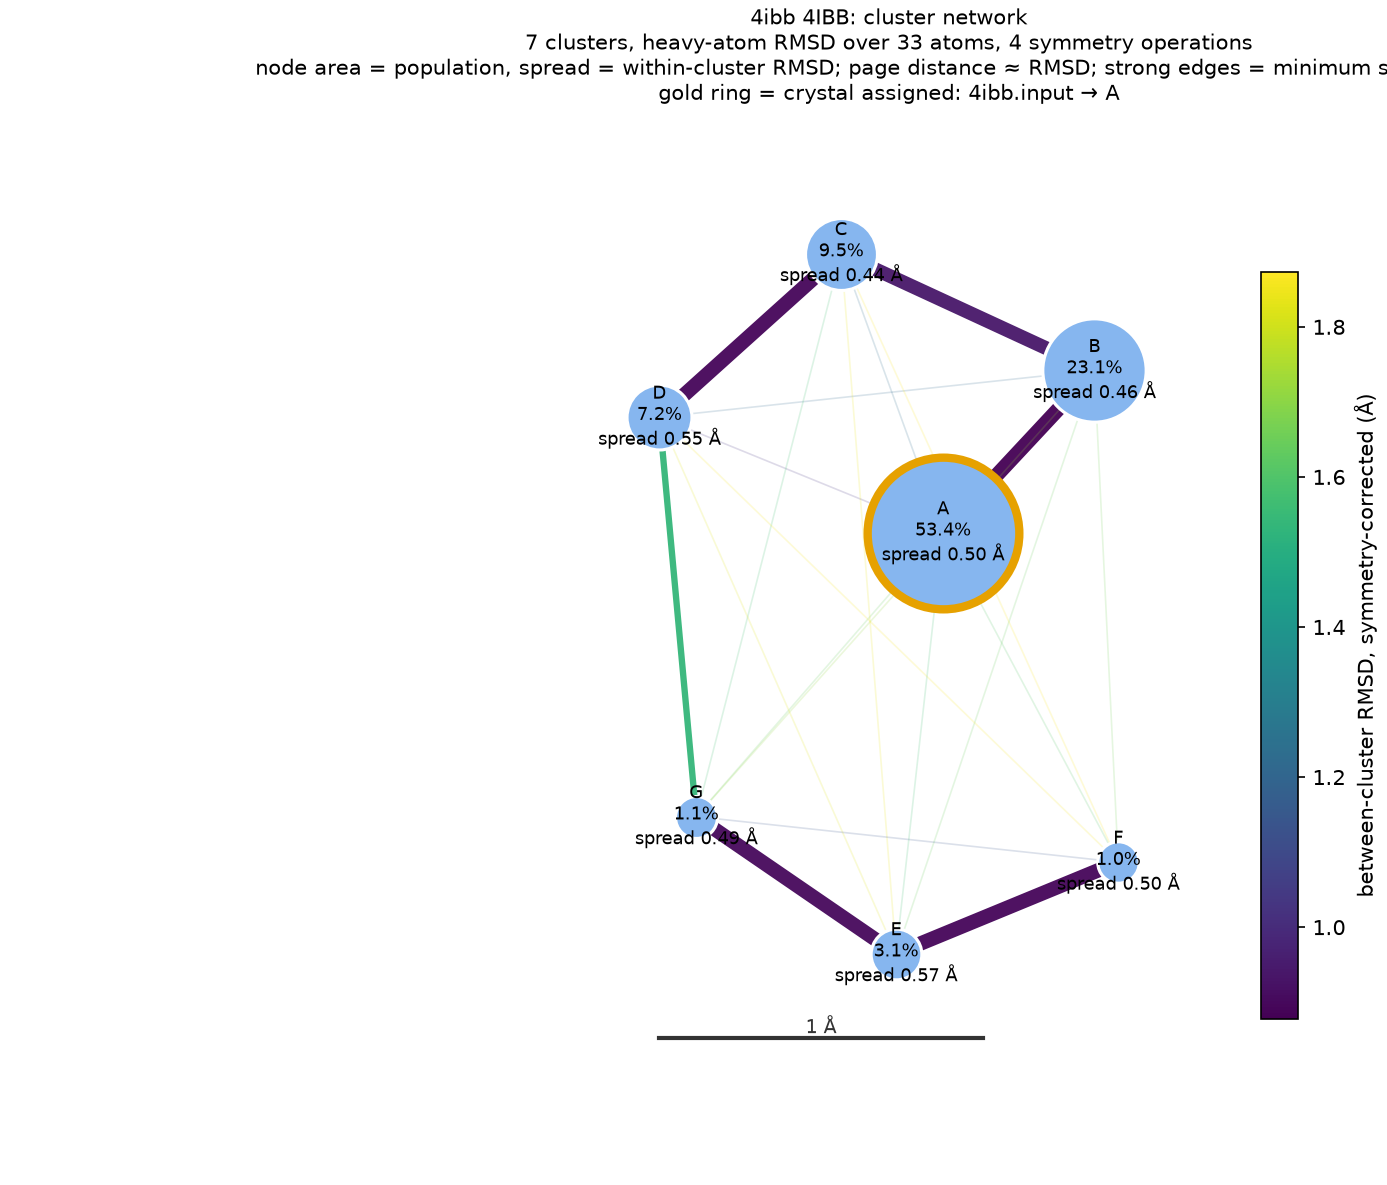 4ibb 4IBB: cluster network
7 clusters, heavy-atom RMSD over 33 atoms, 4 symmetry operations
node area = population, spread = within-cluster RMSD; page distance ≈ RMSD; strong edges = minimum s
gold ring = crystal assigned: 4ibb.input → A
C
9.5%
spread 0.44 Å
B
23.1%
spread 0.46 Å
D
7.2%
spread 0.55 Å
A
53.4%
spread 0.50 Å
G
1.1%
spread 0.49 Å
F
1.0%
spread 0.50 Å
E
3.1%
spread 0.57 Å
1 Å
1.8
1.6
1.4
1.2
1.0
between-cluster RMSD, symmetry-corrected (Å)